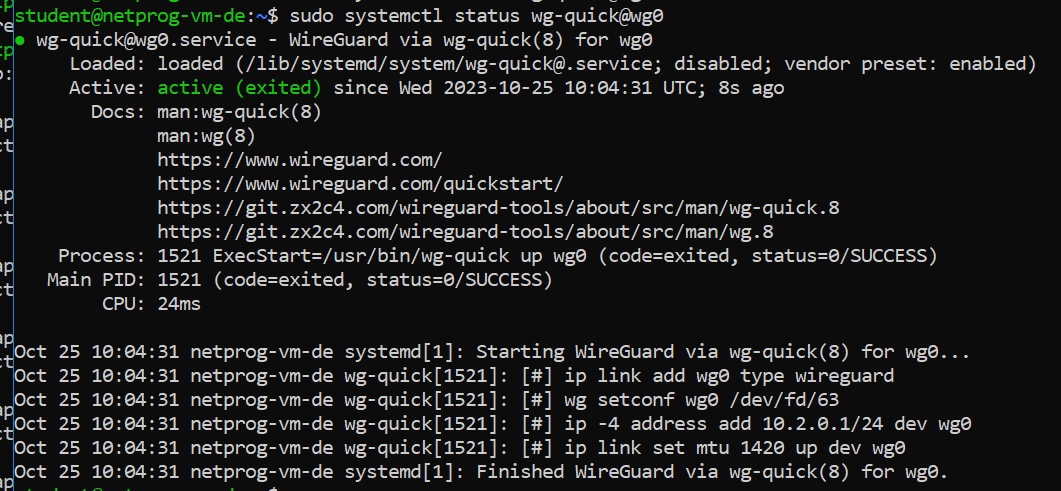 student@netprog-vm-de:~$ sudo systemctl status wg-quick@wg0
● wg-quick@wg0.service - WireGuard via wg-quick(8) for wg0
Loaded: loaded (/lib/systemd/system/wg-quick@.service; disabled; vendor preset: enabled)
Active: active (exited) since Wed 2023-10-25 10:04:31 UTC; 8s ago
Docs: man:wg-quick(8)
man:wg(8)
https://www.wireguard.com/
https://www.wireguard.com/quickstart/
https://git.zx2c4.com/wireguard-tools/about/src/man/wg-quick.8
https://git.zx2c4.com/wireguard-tools/about/src/man/wg.8
Process: 1521 ExecStart=/usr/bin/wg-quick up wg0 (code=exited, status=0/SUCCESS)
Main PID: 1521 (code=exited, status=0/SUCCESS)
CPU: 24ms
Oct 25 10:04:31 netprog-vm-de systemd[1]: Starting WireGuard via wg-quick(8) for wg0...
Oct 25 10:04:31 netprog-vm-de wg-quick[1521]: [#] ip link add wg0 type wireguard
Oct 25 10:04:31 netprog-vm-de wg-quick[1521]: [#] wg setconf wg0 /dev/fd/63
Oct 25 10:04:31 netprog-vm-de wg-quick[1521]: [#] ip -4 address add 10.2.0.1/24 dev wg0
Oct 25 10:04:31 netprog-vm-de wg-quick[1521]: [#] ip link set mtu 1420 up dev wg0
Oct 25 10:04:31 netprog-vm-de systemd[1]: Finished WireGuard via wg-quick(8) for wg0.